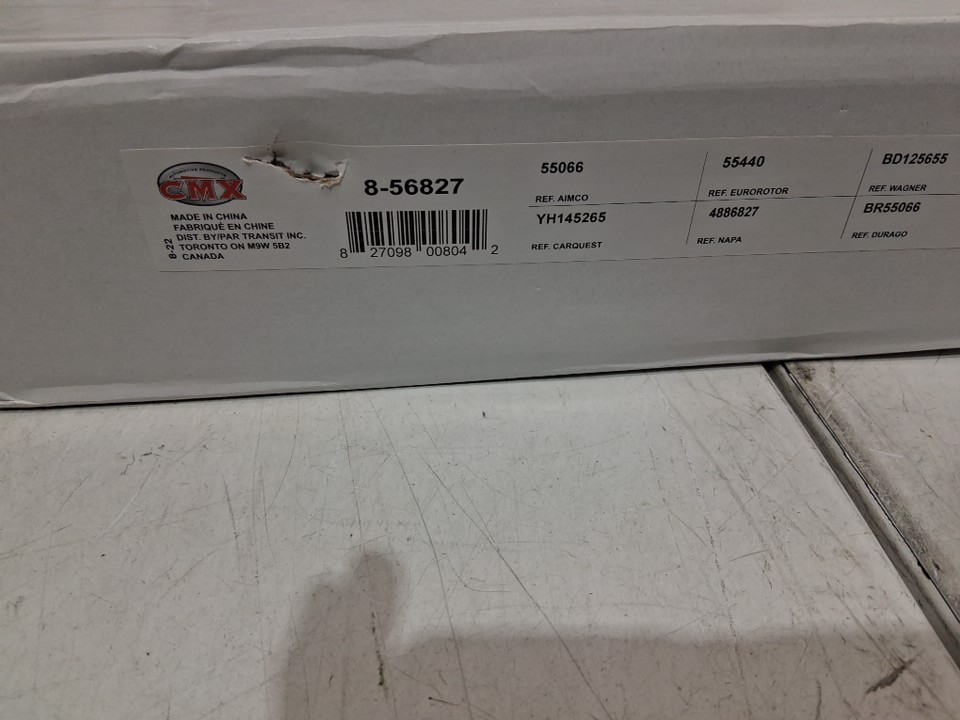 AUTOMOTIVE PRODUCTS
CMX
MADE IN CHINA
FABRIQUÉ EN CHINE
DIST. BY/PAR TRANSIT INC.
TORONTO ON M9W 5B2
CANADA
8-22
8-56827
8 27098 00804 2
55066
REF. AIMCO
55440
REF. EUROROTOR
BD125655
REF. WAGNER
YH145265
REF. CARQUEST
4886827
REF. NAPA
BR55066
REF. DURAGO